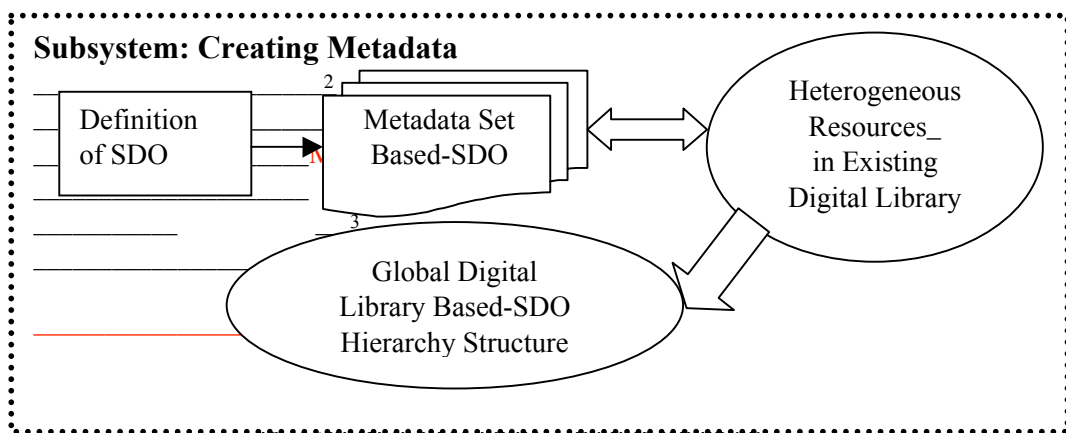 Subsystem: Creating Metadata
2
Definition
of SDO
Metadata Set
Based-SDO
M
Heterogeneous
Resources_
in Existing
Digital Library
3
Global Digital
Library Based-SDO
Hierarchy Structure